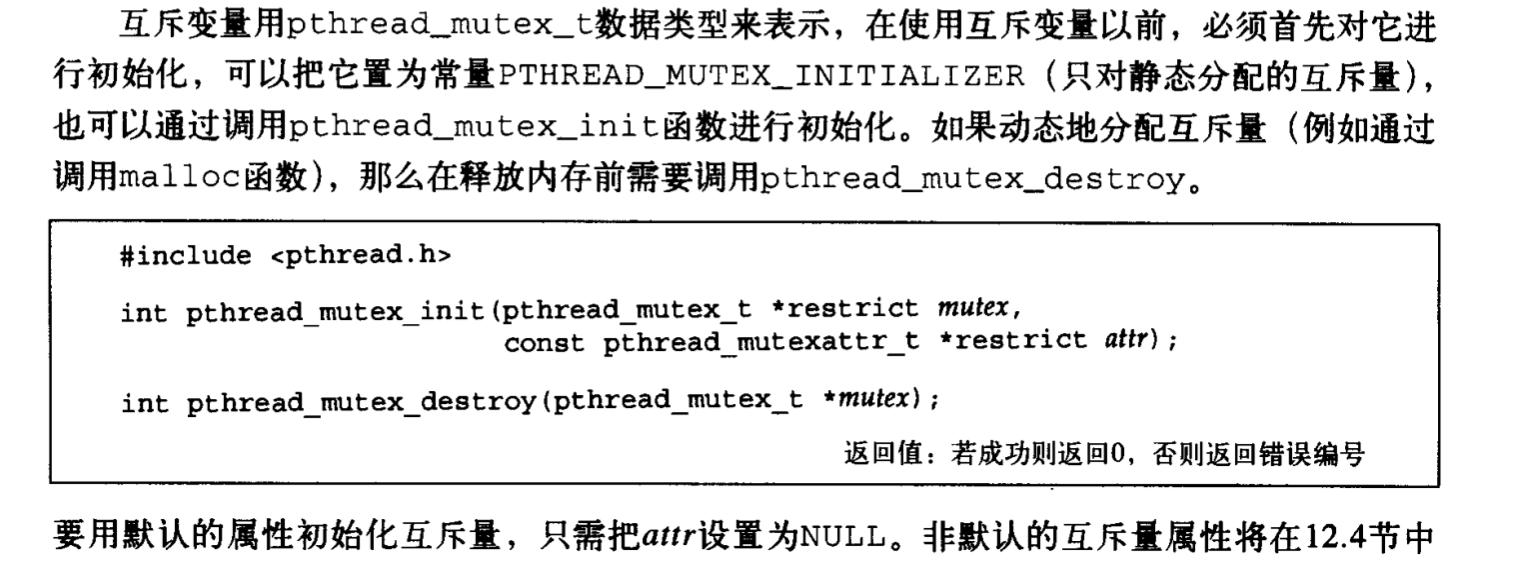 互斥变量用pthread_mutex_t数据类型来表示，在使用互斥变量以前，必须首先对它进
行初始化，可以把它置为常量PTHREAD_MUTEX_INITIALIZER（只对静态分配的互斥量），
也可以通过调用pthread_mutex_init函数进行初始化。如果动态地分配互斥量（例如通过
调用malloc函数），那么在释放内存前需要调用pthread_mutex_destroy。
#include <pthread.h>
int pthread_mutex_init(pthread_mutex_t *restrict mutex,
const pthread_mutexattr_t *restrict attr);
int pthread_mutex_destroy(pthread_mutex_t *mutex);
返回值：若成功则返回0，否则返回错误编号
要用默认的属性初始化互斥量，只需把attr设置为NULL。非默认的互斥量属性将在12.4节中